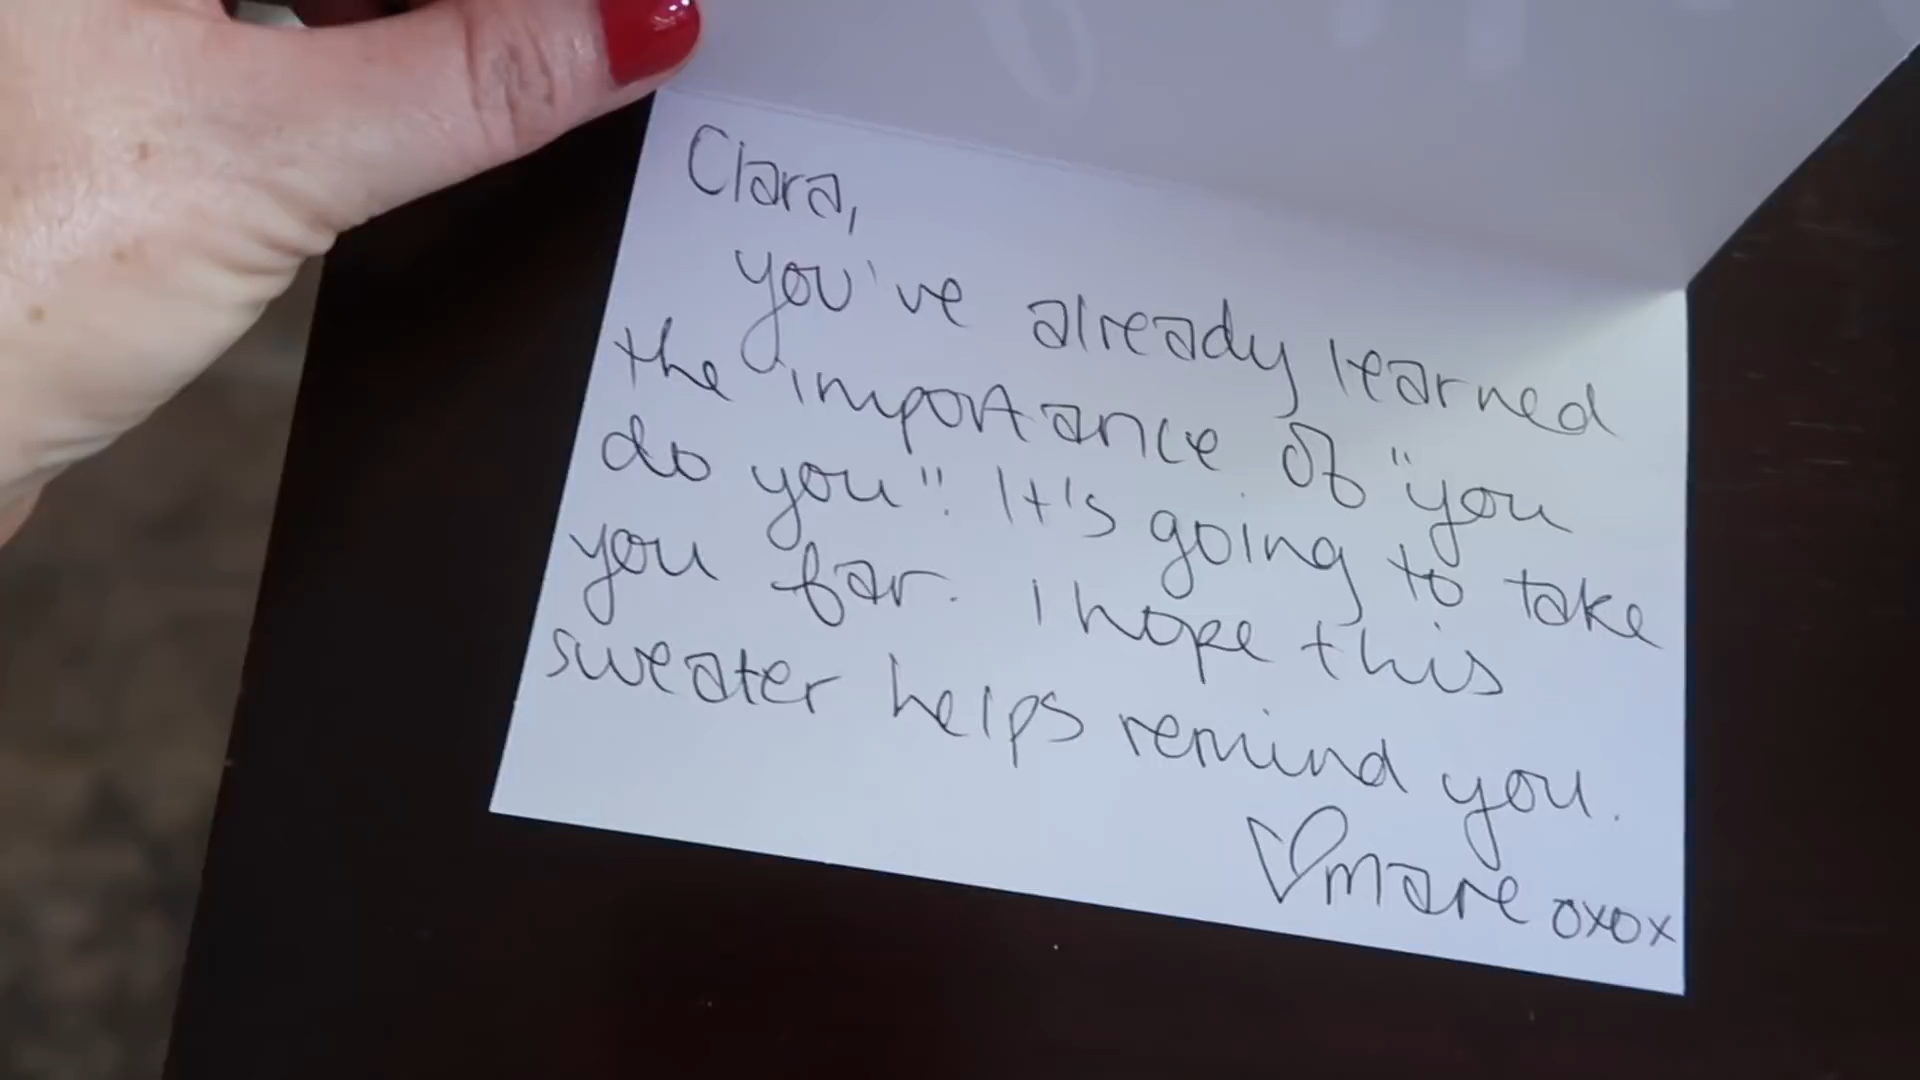 Clara,
you've already learned
the importance of "you
do you". It's going to take
you far. I hope this
sweater helps remind you.
♡ mare oxox